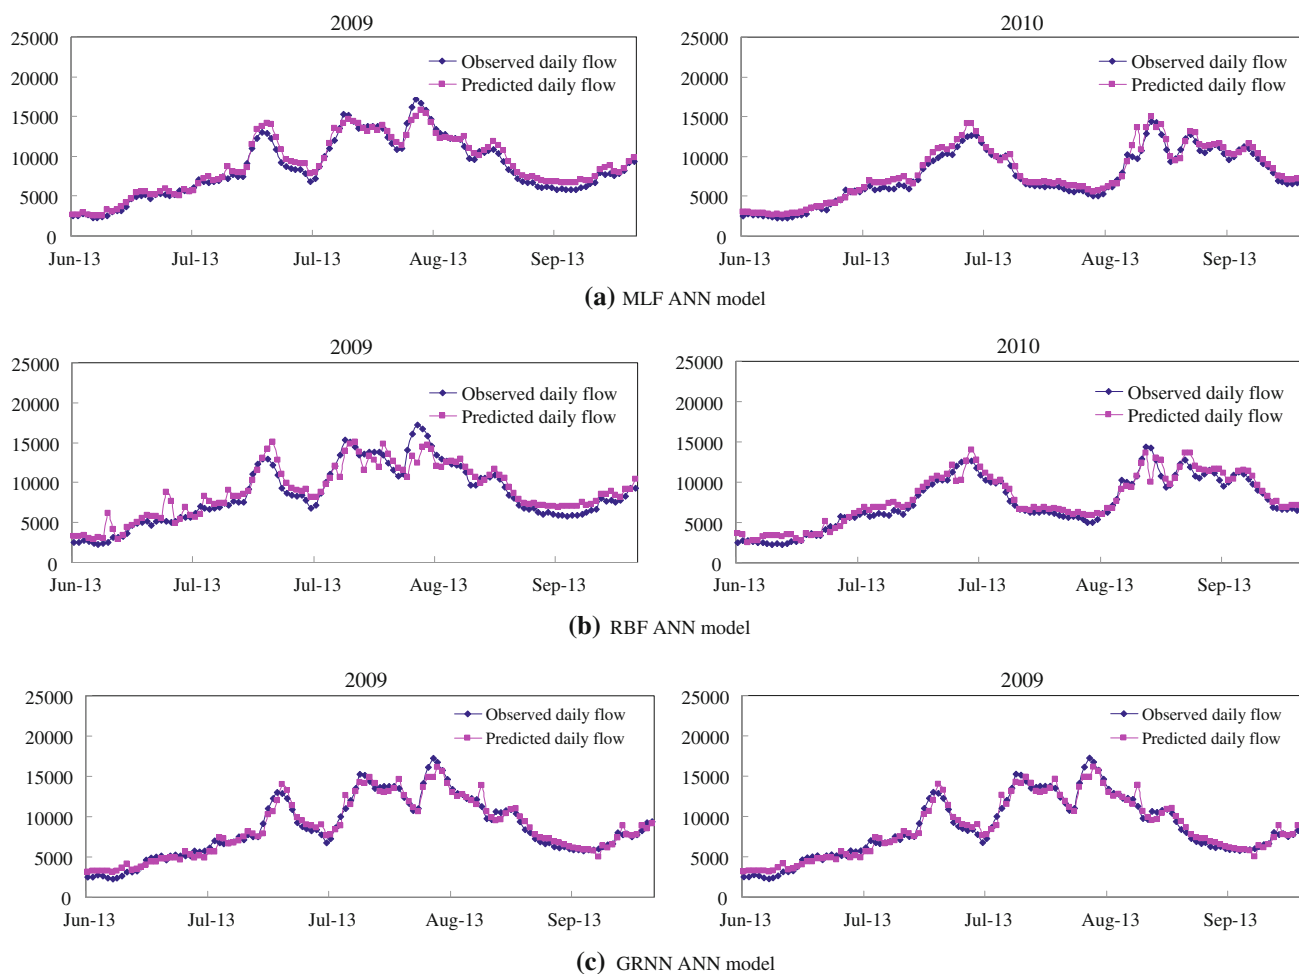 2009
25000
20000
15000
10000
5000
0
Observed daily flow
Predicted daily flow
Jun-13 Jul-13 Jul-13 Aug-13 Sep-13
2010
25000
20000
15000
10000
5000
0
Observed daily flow
Predicted daily flow
Jun-13 Jul-13 Jul-13 Aug-13 Sep-13
(a) MLF ANN model
2009
25000
20000
15000
10000
5000
0
Observed daily flow
Predicted daily flow
Jun-13 Jul-13 Jul-13 Aug-13 Sep-13
2010
25000
20000
15000
10000
5000
0
Observed daily flow
Predicted daily flow
Jun-13 Jul-13 Jul-13 Aug-13 Sep-13
(b) RBF ANN model
2009
25000
20000
15000
10000
5000
0
Observed daily flow
Predicted daily flow
Jun-13 Jul-13 Jul-13 Aug-13 Sep-13
2009
25000
20000
15000
10000
5000
0
Observed daily flow
Predicted daily flow
Jun-13 Jul-13 Jul-13 Aug-13 Sep-13
(c) GRNN ANN model